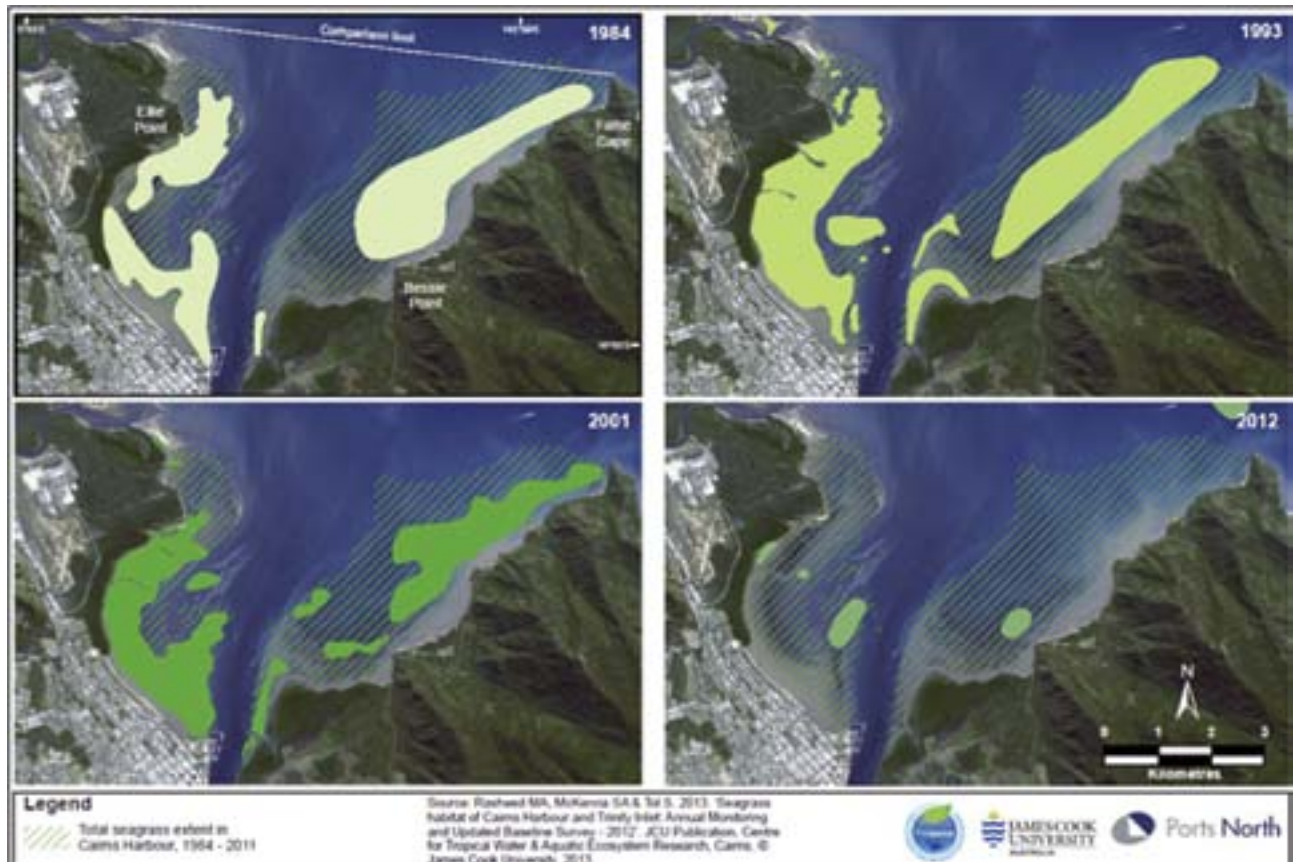 Comparison limit
1984
Ellie
Point
False
Cape
Bessie
Point
1993
2001
2012
N
0 1 2 3
Kilometres
Legend
Total seagrass extent in
Cairns Harbour, 1984 - 2011
Source: Rasheed MA, McKenna SA & Tol S. 2013. 'Seagrass
habitat of Cairns Harbour and Trinity Inlet: Annual Monitoring
and Updated Baseline Survey - 2012'. JCU Publication, Centre
for Tropical Water & Aquatic Ecosystem Research, Cairns. ©
James Cook University, 2013.
JAMES COOK
UNIVERSITY
AUSTRALIA
Ports North